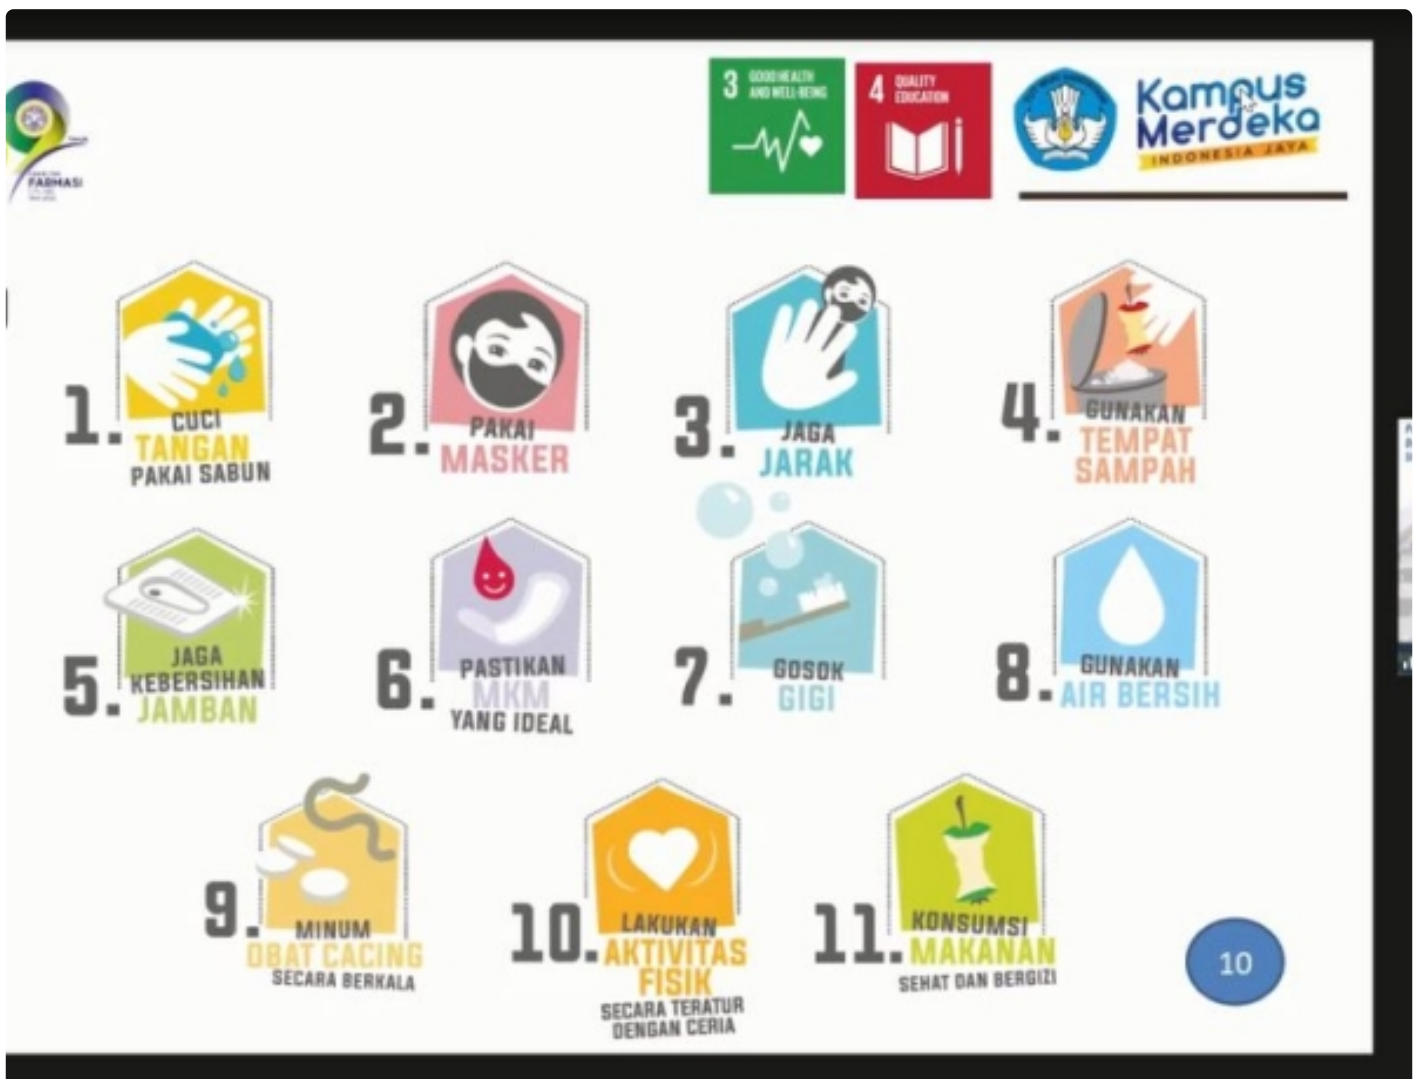 FARMASI
3 GOOD HEALTH
AND WELL-BEING
4 QUALITY
EDUCATION
Kampus
Merdeka
INDONESIA JAYA
1.
CUCI
TANGAN
PAKAI SABUN
2.
PAKAI
MASKER
3.
JAGA
JARAK
4.
GUNAKAN
TEMPAT
SAMPAH
5.
JAGA
KEBERSIHAN
JAMBAN
6.
PASTIKAN
MKM
YANG IDEAL
7.
GOSOK
GIGI
8.
GUNAKAN
AIR BERSIH
9.
MINUM
OBAT CACING
SECARA BERKALA
10.
LAKUKAN
AKTIVITAS
FISIK
SECARA TERATUR
DENGAN CERIA
11.
KONSUMSI
MAKANAN
SEHAT DAN BERGIZI
10